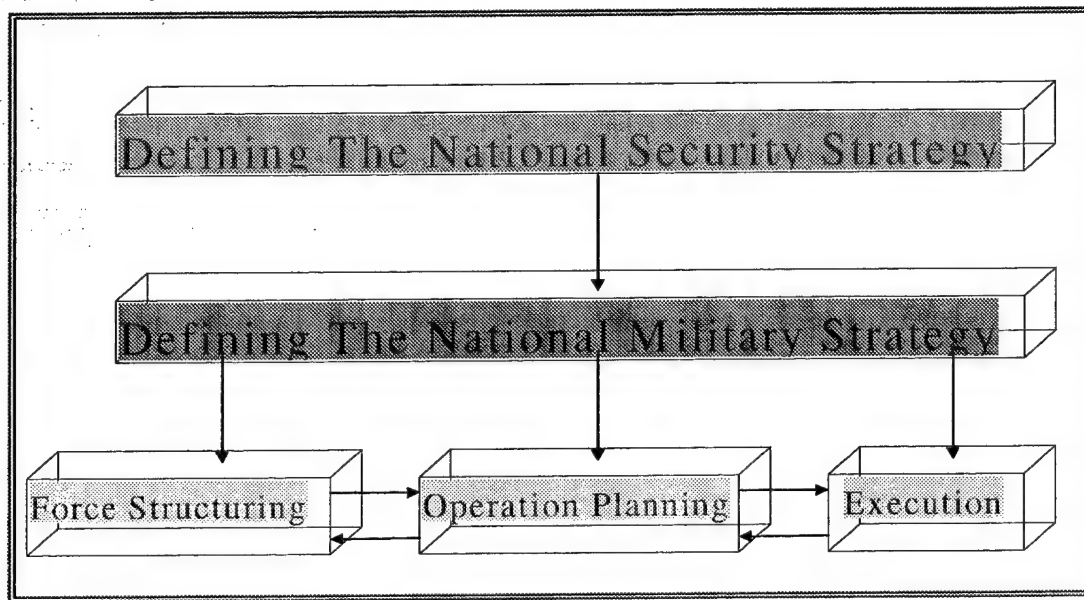 Defining The National Security Strategy
Defining The National Military Strategy
Force Structuring
Operation Planning
Execution